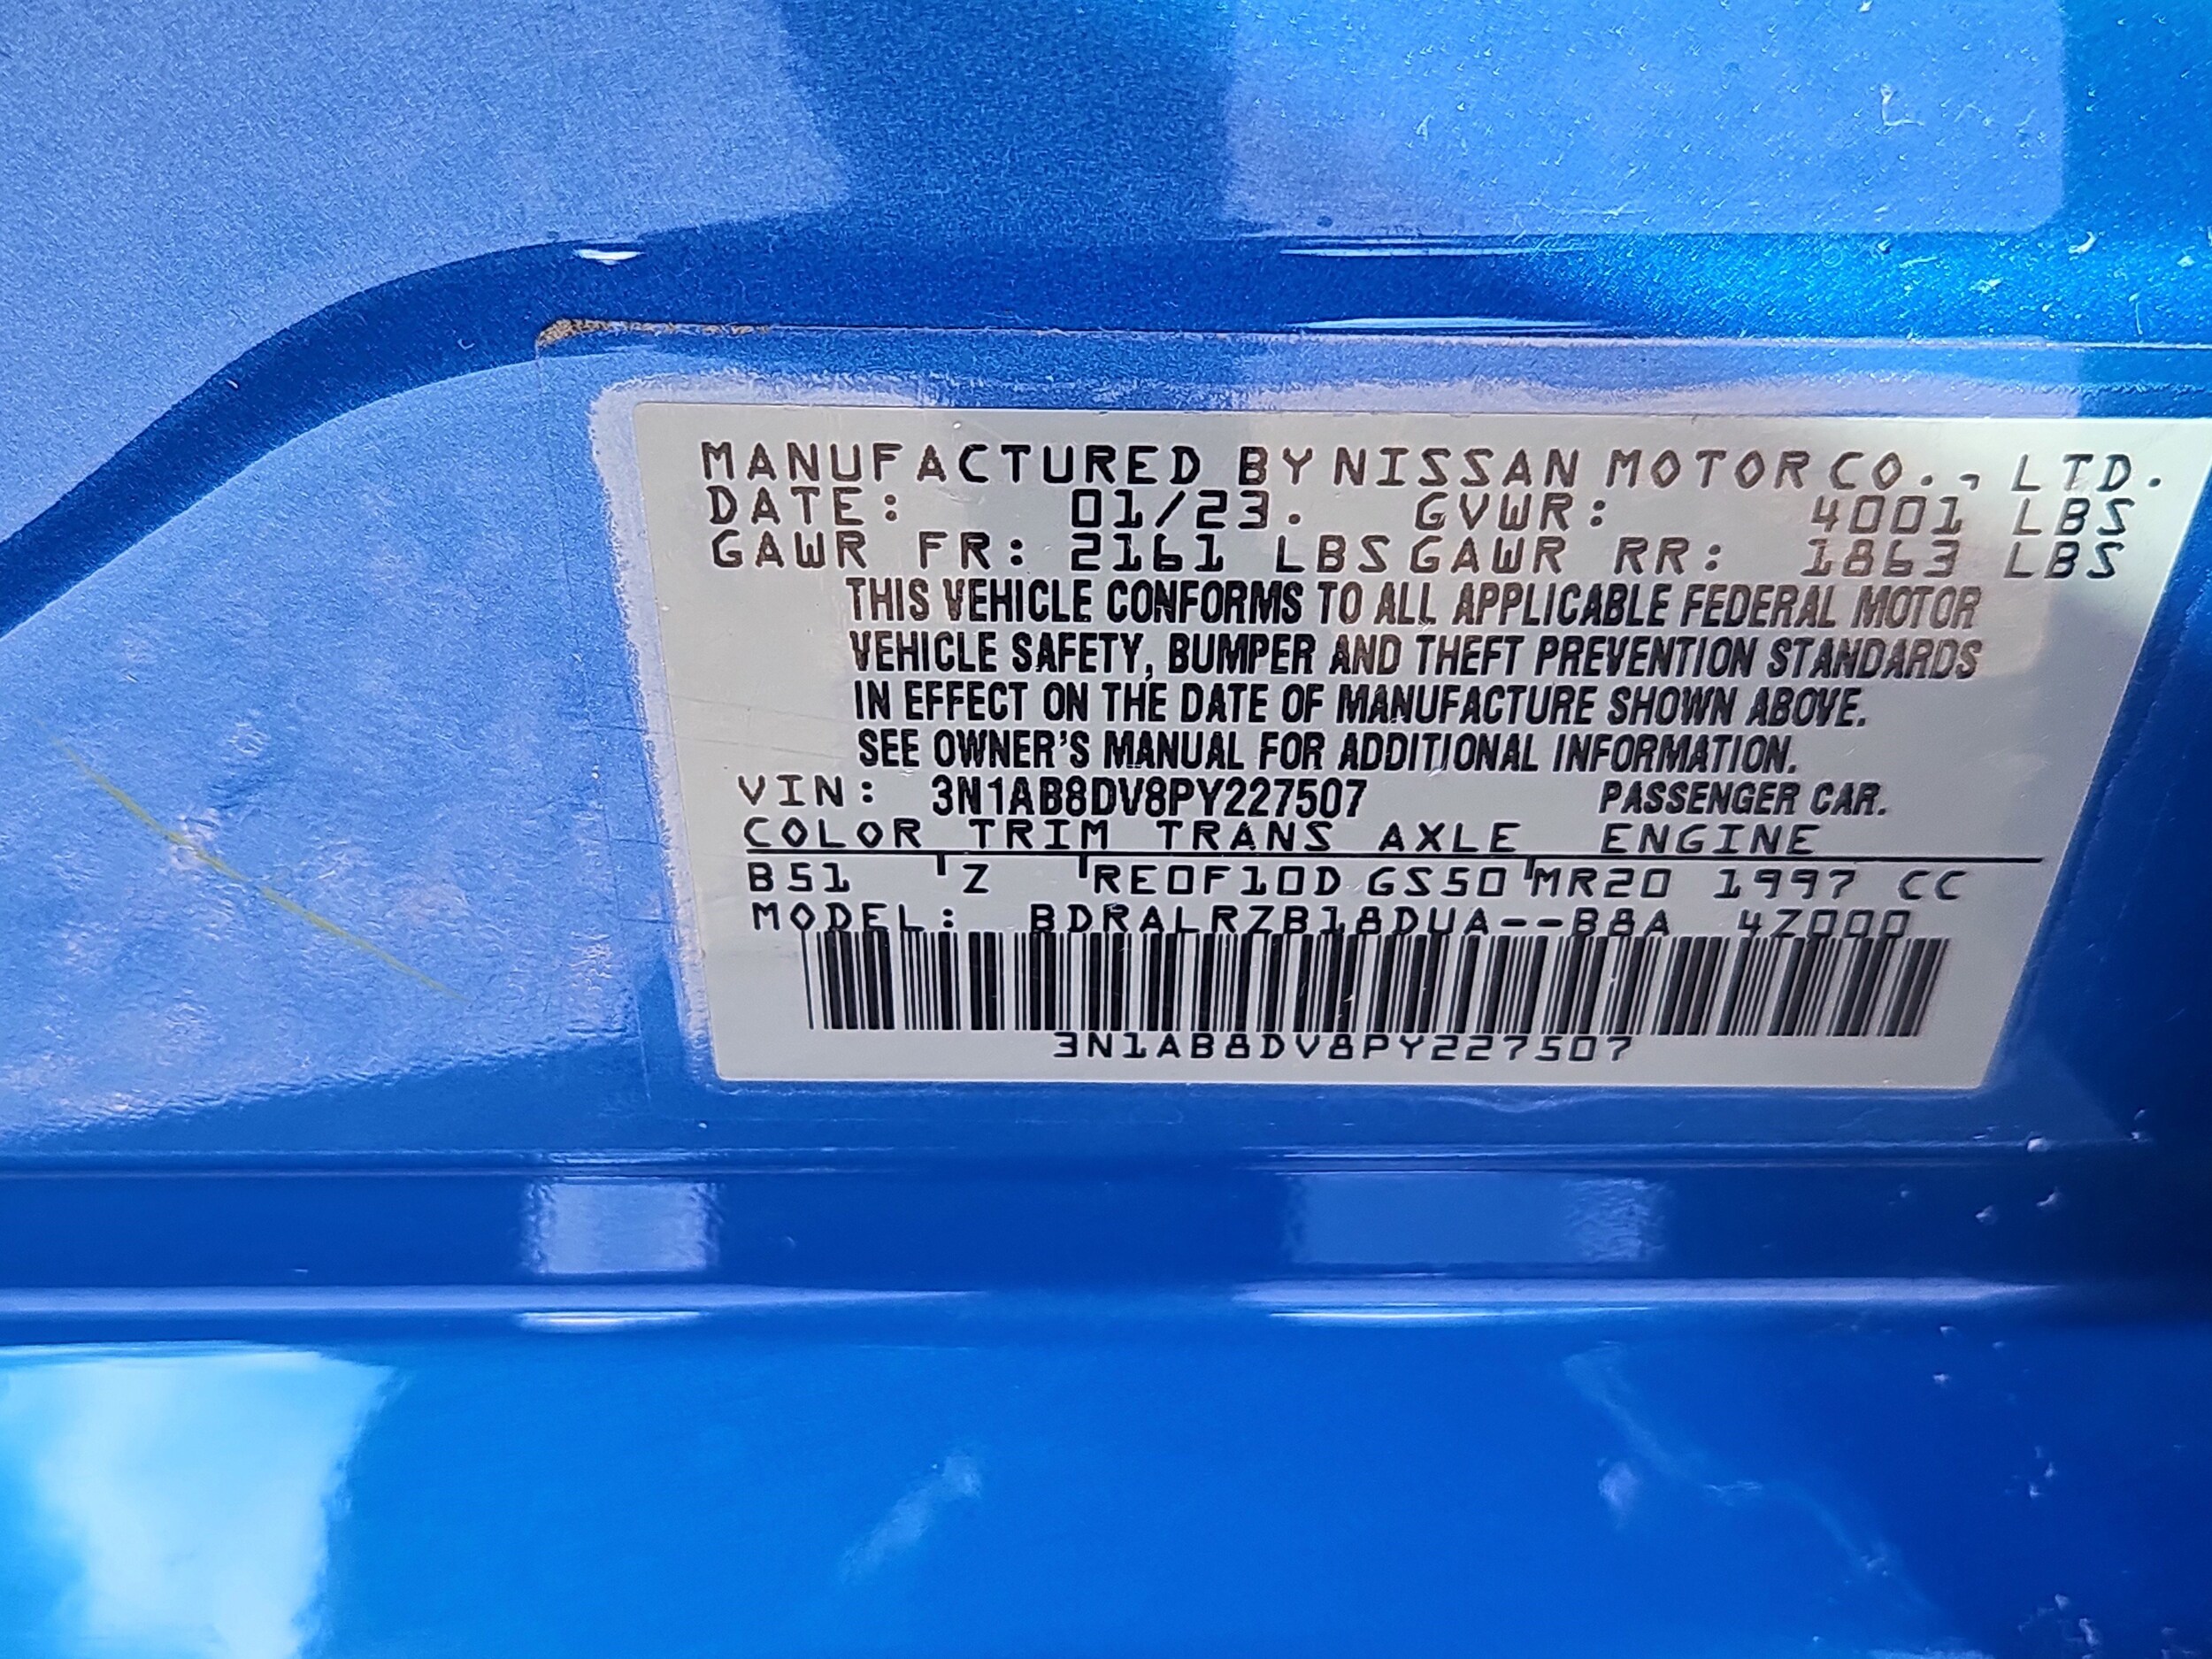 MANUFACTURED BY NISSAN MOTOR CO., LTD.
DATE: 01/23. GVWR: 4001 LBS
GAWR FR: 2161 LBS GAWR RR: 1863 LBS
THIS VEHICLE CONFORMS TO ALL APPLICABLE FEDERAL MOTOR
VEHICLE SAFETY, BUMPER AND THEFT PREVENTION STANDARDS
IN EFFECT ON THE DATE OF MANUFACTURE SHOWN ABOVE.
SEE OWNER'S MANUAL FOR ADDITIONAL INFORMATION.
VIN: 3N1AB8DV8PY227507 PASSENGER CAR.
COLOR TRIM TRANS AXLE ENGINE
B51 Z RE0F10D GS50 MR20 1997 CC
MODEL: BDRALRZB18DUA--B8A 4Z000
3N1AB8DV8PY227507